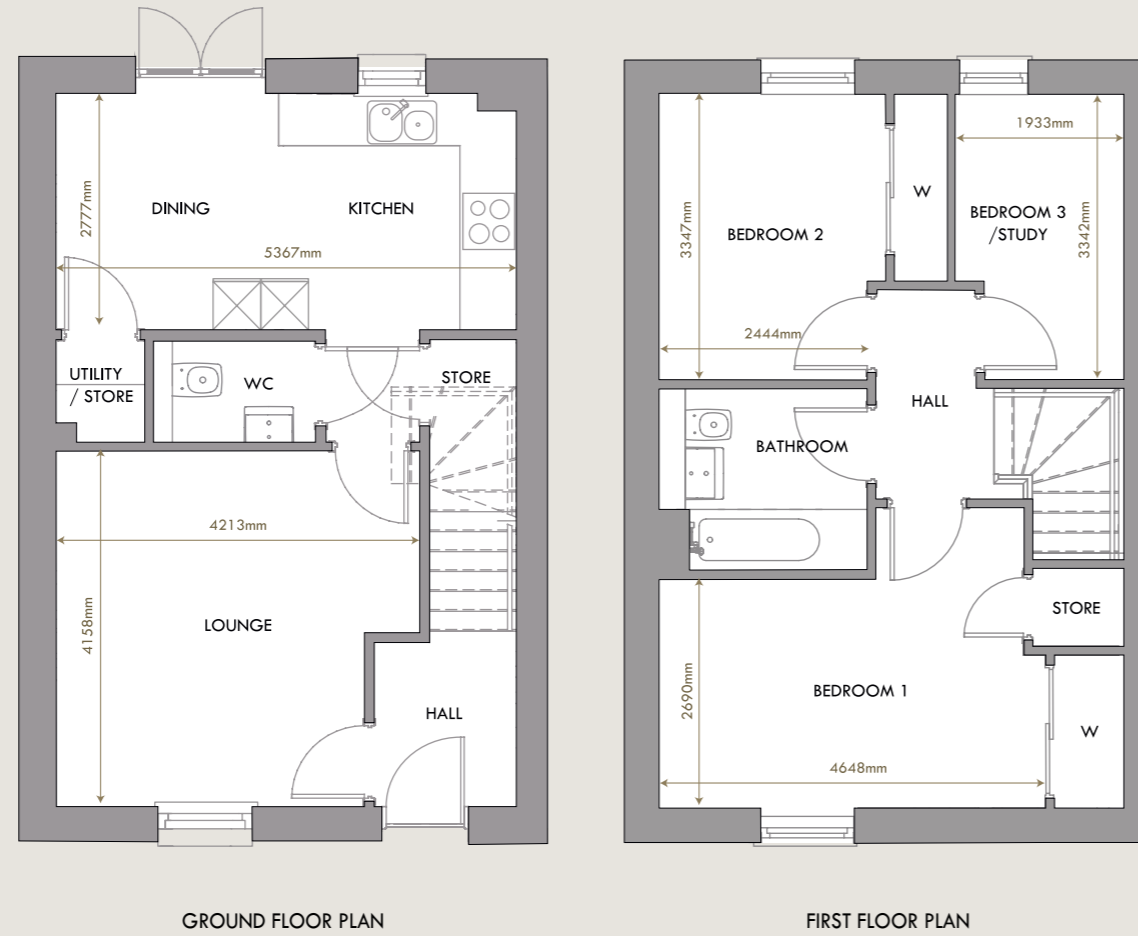 2777mm
DINING
KITCHEN
5367mm
UTILITY
/ STORE
WC
STORE
4213mm
4158mm
LOUNGE
HALL
GROUND FLOOR PLAN
1933mm
W
3347mm
BEDROOM 2
BEDROOM 3
/STUDY
3342mm
2444mm
HALL
BATHROOM
STORE
2690mm
BEDROOM 1
W
4648mm
FIRST FLOOR PLAN